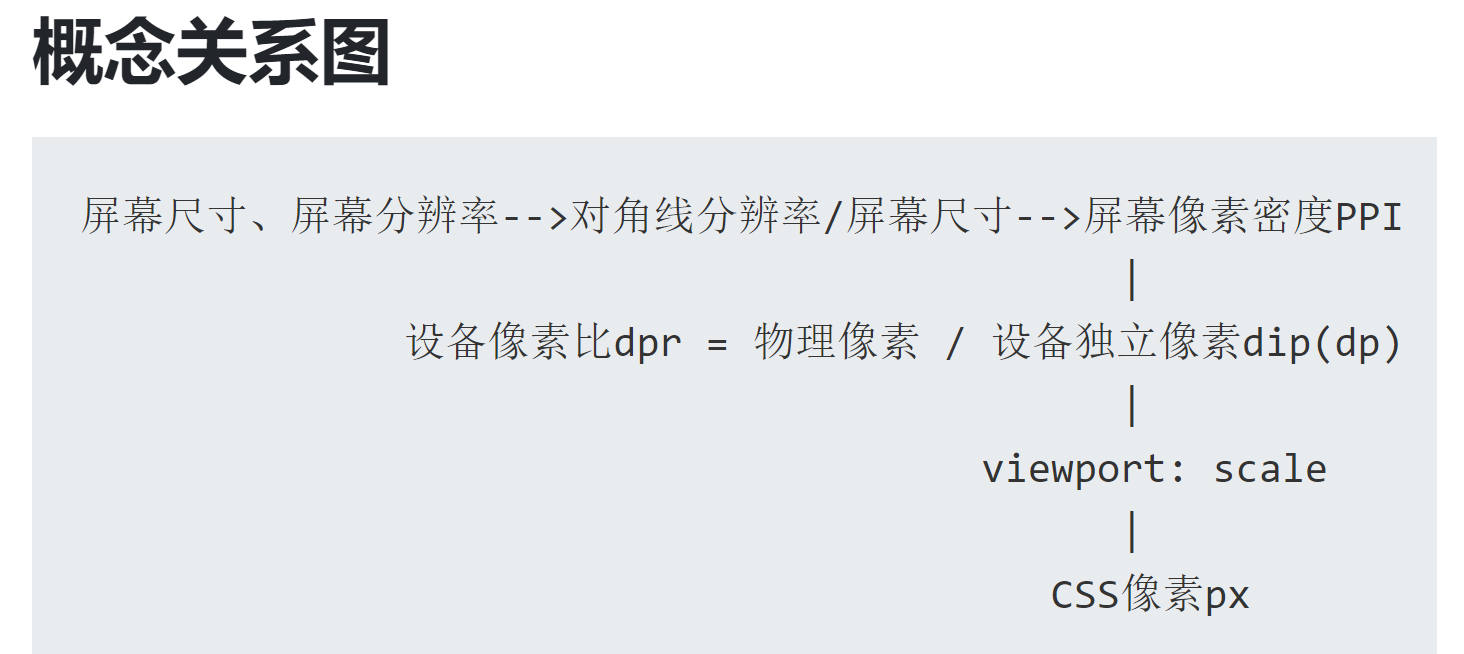 概念关系图
屏幕尺寸、屏幕分辨率-->对角线分辨率/屏幕尺寸-->屏幕像素密度PPI
|
设备像素比dpr = 物理像素 / 设备独立像素dip(dp)
|
viewport: scale
|
CSS像素px